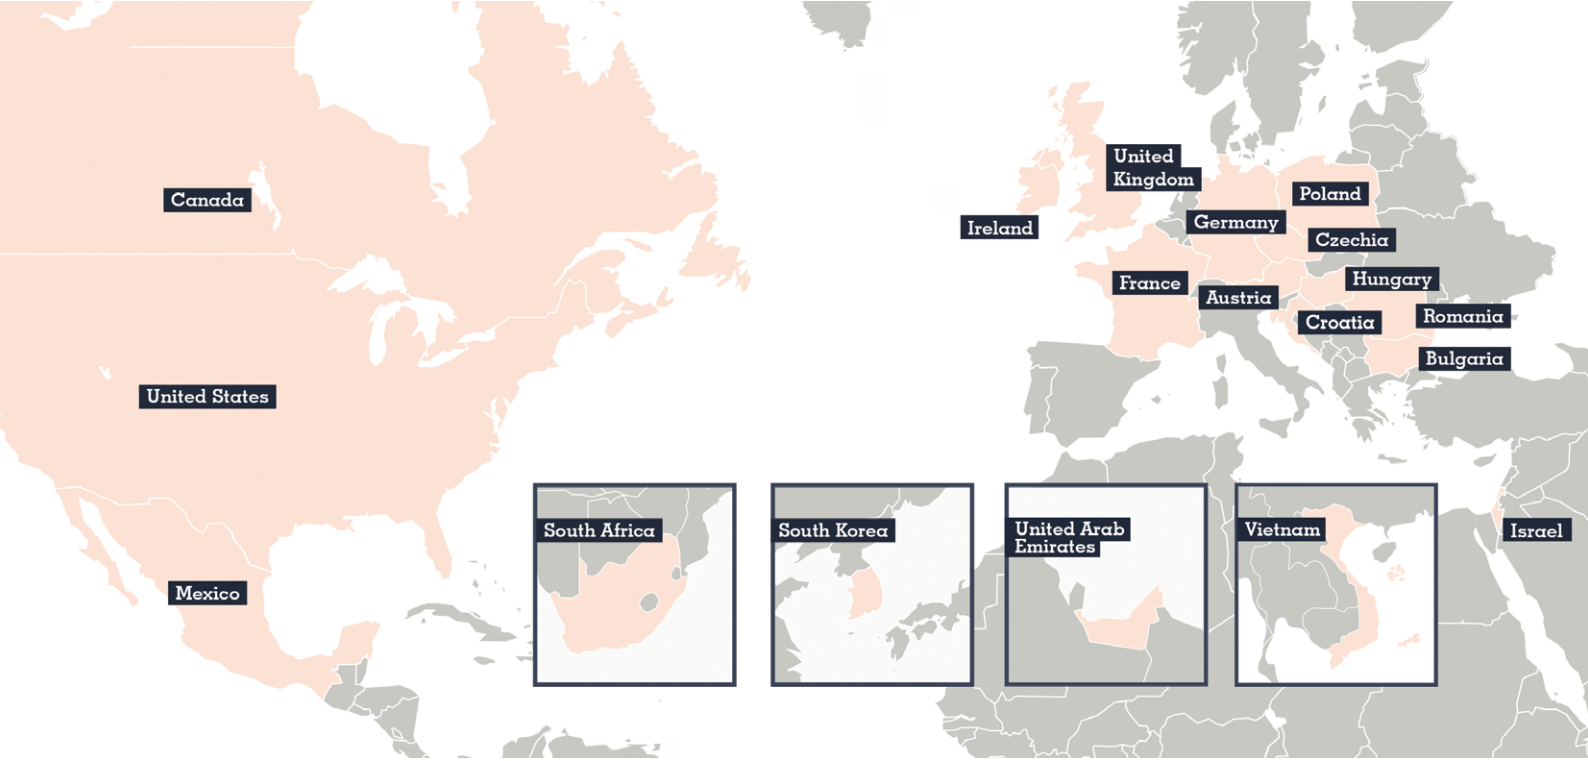 United
Kingdom
Poland
Canada
Germany
Ireland
Czechia
Hungary
France
Austria
Romania
Croatia
Bulgaria
United States
South Africa
South Korea
United Arab
Emirates
Vietnam
Israel
Mexico